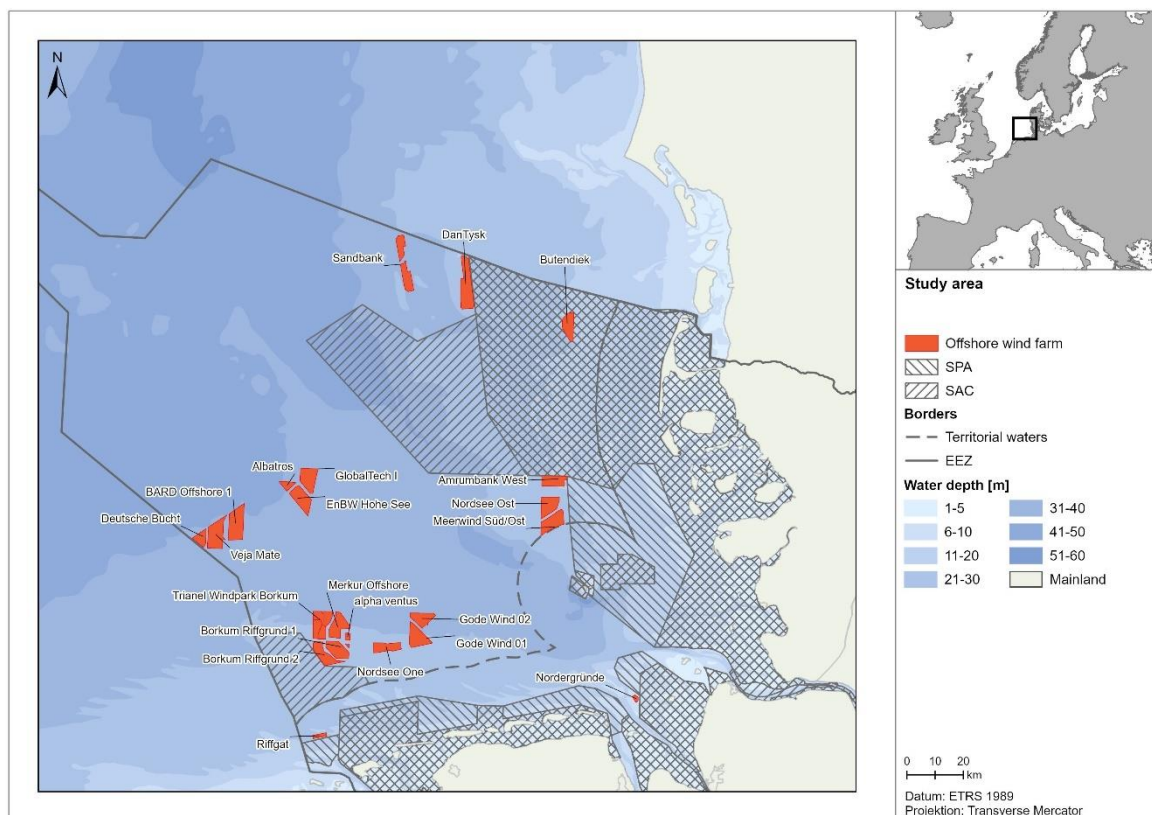 N
DanTysk
Sandbank
Butendiek
Albatros
GlobalTech I
BARD Offshore 1
EnBW Hohe See
Deutsche Bucht
Veja Mate
Amrumbank West
Nordsee Ost
Meerwind Süd/Ost
Merkur Offshore
Trianel Windpark Borkum
alpha ventus
Gode Wind 02
Borkum Riffgrund 1
Gode Wind 01
Borkum Riffgrund 2
Nordsee One
Nordergründe
Riffgat
Study area
Offshore wind farm
SPA
SAC
Borders
Territorial waters
EEZ
Water depth [m]
1-5
31-40
6-10
41-50
11-20
51-60
21-30
Mainland
0 10 20
km
Datum: ETRS 1989
Projektion: Transverse Mercator